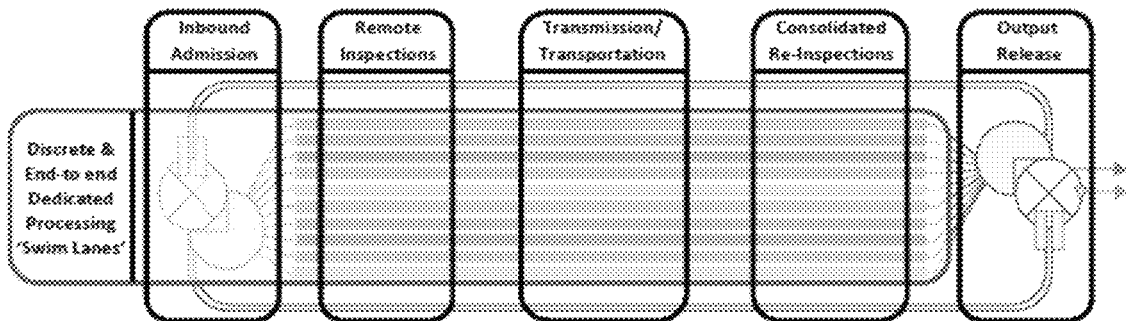 Inbound
Admission
Remote
Inspections
Transmission/
Transportation
Consolidated
Re-Inspections
Output
Release
Discrete &
End-to end
Dedicated
Processing
'Swim Lanes'